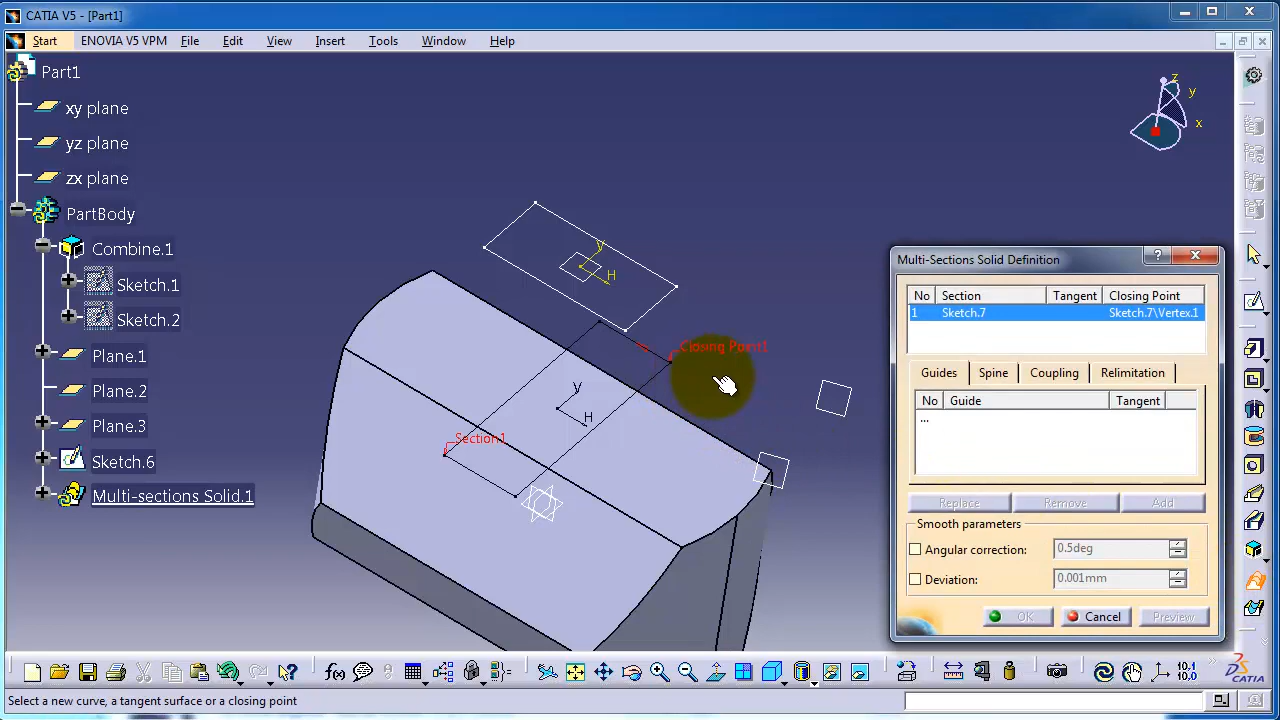 CATIA V5 - [Part1]
Start ENOVIA V5 VPM File Edit View Insert Tools Window Help
Part1
xy plane
yz plane
zx plane
PartBody
Combine.1
Sketch.1
Sketch.2
Plane.1
Plane.2
Plane.3
Sketch.6
Multi-sections Solid.1
z
y
x
y
H
Closing Point1
y
H
Section1
Multi-Sections Solid Definition
No Section Tangent Closing Point
1 Sketch.7 Sketch.7\Vertex.1
Guides Spine Coupling Relimitation
No Guide Tangent
...
Replace Remove Add
Smooth parameters
Angular correction: 0.5deg
Deviation: 0.001mm
OK Cancel Preview
f(x)
10.1
10.0
CATIA
Select a new curve, a tangent surface or a closing point